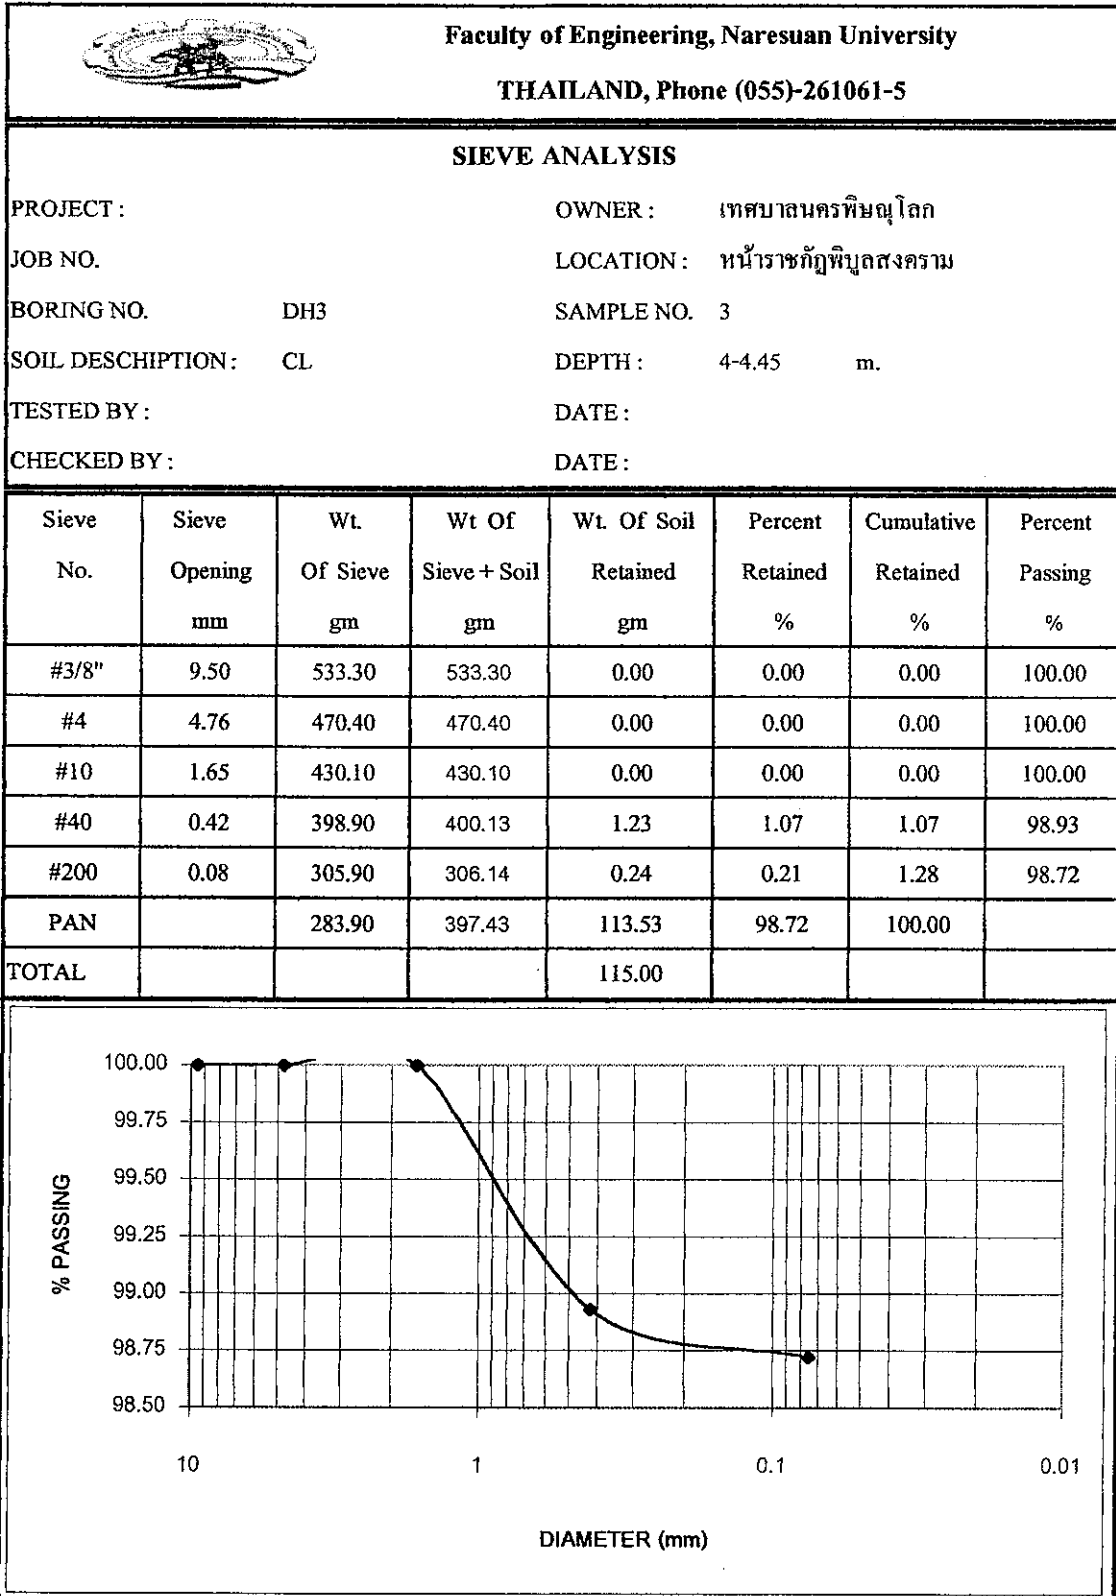 Faculty of Engineering, Naresuan University
THAILAND, Phone (055)-261061-5
SIEVE ANALYSIS
PROJECT : OWNER : เทศบาลนครพิษณุโลก
JOB NO. LOCATION : หน้าราชภัฏพิบูลสงคราม
BORING NO. DH3 SAMPLE NO. 3
SOIL DESCHIPTION : CL DEPTH : 4-4.45 m.
TESTED BY : DATE :
CHECKED BY : DATE :
Sieve Sieve Wt. Wt Of Wt. Of Soil Percent Cumulative Percent
No. Opening Of Sieve Sieve + Soil Retained Retained Retained Passing
mm gm gm gm % % %
#3/8" 9.50 533.30 533.30 0.00 0.00 0.00 100.00
#4 4.76 470.40 470.40 0.00 0.00 0.00 100.00
#10 1.65 430.10 430.10 0.00 0.00 0.00 100.00
#40 0.42 398.90 400.13 1.23 1.07 1.07 98.93
#200 0.08 305.90 306.14 0.24 0.21 1.28 98.72
PAN 283.90 397.43 113.53 98.72 100.00
TOTAL 115.00
100.00
99.75
99.50
99.25
99.00
98.75
98.50
% PASSING
10 1 0.1 0.01
DIAMETER (mm)